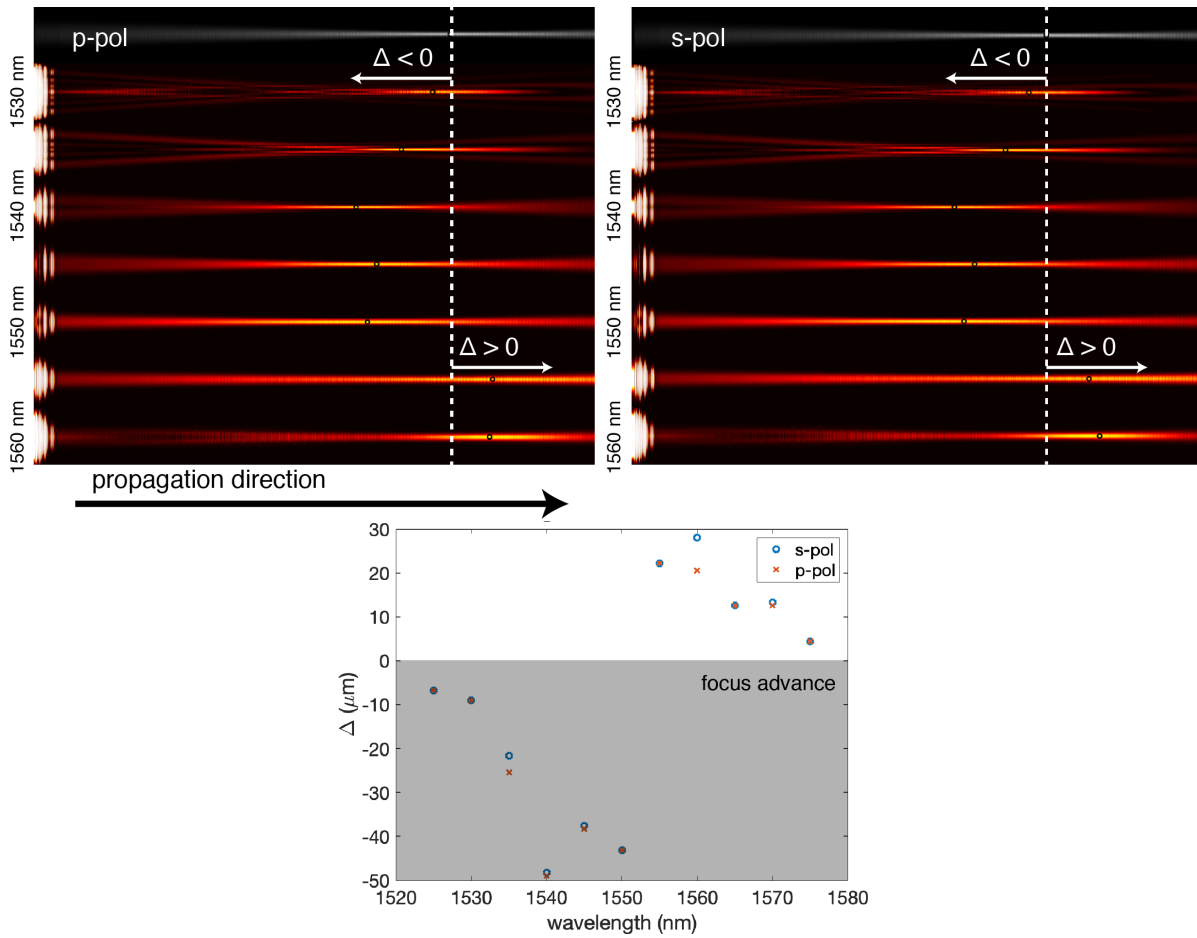 p-pol
Δ < 0
1530 nm
1540 nm
1550 nm
Δ > 0
1560 nm
s-pol
Δ < 0
1530 nm
1540 nm
1550 nm
Δ > 0
1560 nm
propagation direction
30
20
10
0
-10
-20
-30
-40
-50
Δ (μm)
s-pol
p-pol
focus advance
1520 1530 1540 1550 1560 1570 1580
wavelength (nm)